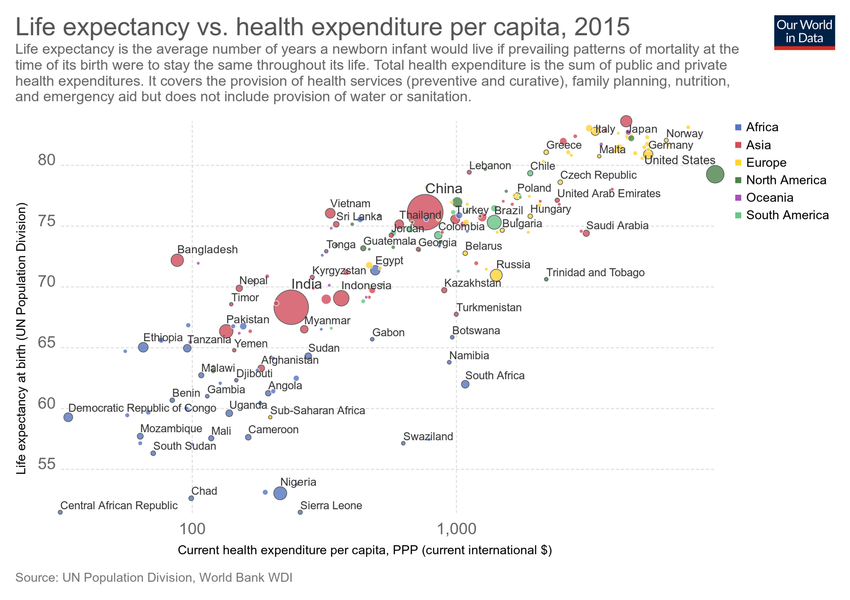 Life expectancy vs. health expenditure per capita, 2015
Our World
in Data
Life expectancy is the average number of years a newborn infant would live if prevailing patterns of mortality at the
time of its birth were to stay the same throughout its life. Total health expenditure is the sum of public and private
health expenditures. It covers the provision of health services (preventive and curative), family planning, nutrition,
and emergency aid but does not include provision of water or sanitation.
Africa
Asia
Europe
North America
Oceania
South America
Life expectancy at birth (UN Population Division)
80
75
70
65
60
55
Italy
Japan
Norway
Greece
Malta
Germany
United States
Lebanon
Chile
Czech Republic
Poland
United Arab Emirates
China
Vietnam
Sri Lanka
Thailand
Turkey
Brazil
Hungary
Jordan
Colombia
Bulgaria
Saudi Arabia
Tonga
Guatemala
Georgia
Belarus
Bangladesh
Egypt
Russia
Kyrgyzstan
Trinidad and Tobago
Nepal
India
Indonesia
Kazakhstan
Timor
Turkmenistan
Pakistan
Myanmar
Gabon
Botswana
Ethiopia
Tanzania
Yemen
Sudan
Namibia
Afghanistan
Malawi
Djibouti
South Africa
Angola
Benin
Gambia
Democratic Republic of Congo
Uganda
Sub-Saharan Africa
Mozambique
Mali
Cameroon
Swaziland
South Sudan
Nigeria
Chad
Central African Republic
Sierra Leone
100
1,000
Current health expenditure per capita, PPP (current international $)
Source: UN Population Division, World Bank WDI